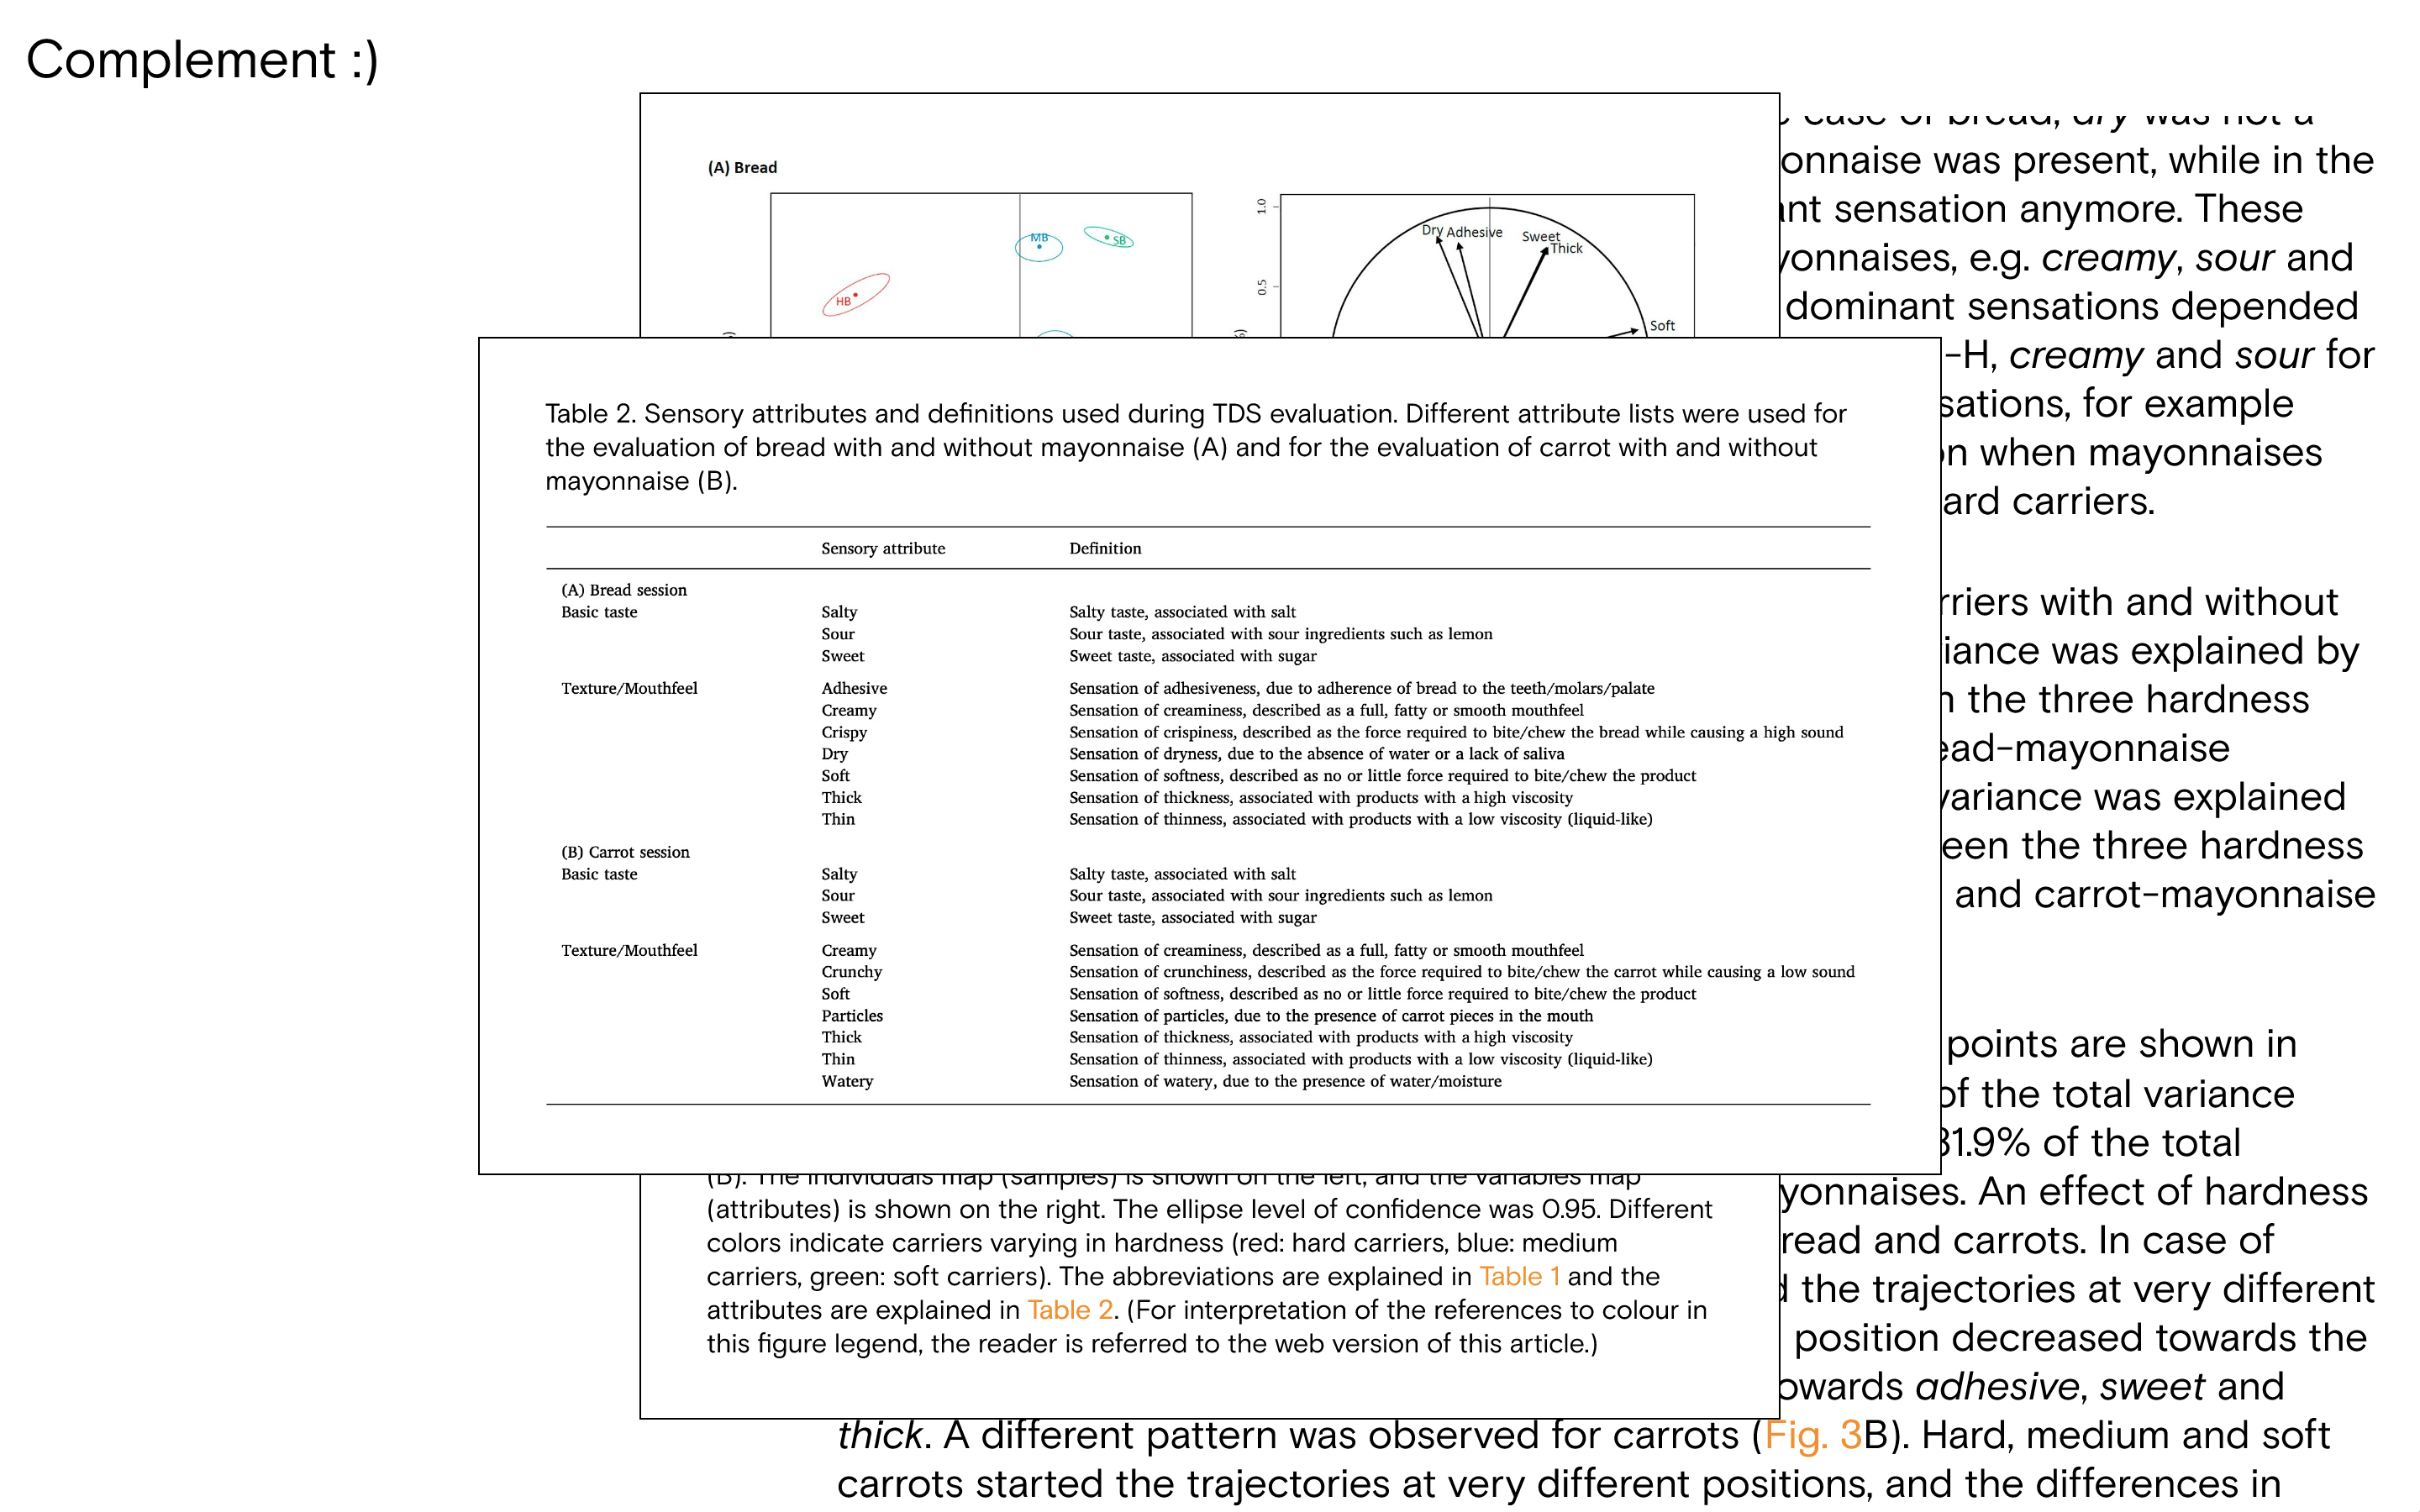 Complement :)
case of bread, dry was not a
onnaise was present, while in the
nt sensation anymore. These
yonnaises, e.g. creamy, sour and
dominant sensations depended
–H, creamy and sour for
sations, for example
n when mayonnaises
ard carriers.
rriers with and without
iance was explained by
the three hardness
ead–mayonnaise
variance was explained
een the three hardness
and carrot–mayonnaise
points are shown in
of the total variance
31.9% of the total
yonnaises. An effect of hardness
read and carrots. In case of
the trajectories at very different
position decreased towards the
owards adhesive, sweet and
thick. A different pattern was observed for carrots (Fig. 3B). Hard, medium and soft
carrots started the trajectories at very different positions, and the differences in
(A) Bread
MB
SB
HB
1.0
0.5
Dry Adhesive
Sweet
Thick
Soft
Table 2. Sensory attributes and definitions used during TDS evaluation. Different attribute lists were used for
the evaluation of bread with and without mayonnaise (A) and for the evaluation of carrot with and without
mayonnaise (B).
Sensory attribute Definition
(A) Bread session
Basic taste Salty Salty taste, associated with salt
Sour Sour taste, associated with sour ingredients such as lemon
Sweet Sweet taste, associated with sugar
Texture/Mouthfeel Adhesive Sensation of adhesiveness, due to adherence of bread to the teeth/molars/palate
Creamy Sensation of creaminess, described as a full, fatty or smooth mouthfeel
Crispy Sensation of crispiness, described as the force required to bite/chew the bread while causing a high sound
Dry Sensation of dryness, due to the absence of water or a lack of saliva
Soft Sensation of softness, described as no or little force required to bite/chew the product
Thick Sensation of thickness, associated with products with a high viscosity
Thin Sensation of thinness, associated with products with a low viscosity (liquid-like)
(B) Carrot session
Basic taste Salty Salty taste, associated with salt
Sour Sour taste, associated with sour ingredients such as lemon
Sweet Sweet taste, associated with sugar
Texture/Mouthfeel Creamy Sensation of creaminess, described as a full, fatty or smooth mouthfeel
Crunchy Sensation of crunchiness, described as the force required to bite/chew the carrot while causing a low sound
Soft Sensation of softness, described as no or little force required to bite/chew the product
Particles Sensation of particles, due to the presence of carrot pieces in the mouth
Thick Sensation of thickness, associated with products with a high viscosity
Thin Sensation of thinness, associated with products with a low viscosity (liquid-like)
Watery Sensation of watery, due to the presence of water/moisture
(B). The individuals map (samples) is shown on the left, and the variables map
(attributes) is shown on the right. The ellipse level of confidence was 0.95. Different
colors indicate carriers varying in hardness (red: hard carriers, blue: medium
carriers, green: soft carriers). The abbreviations are explained in Table 1 and the
attributes are explained in Table 2. (For interpretation of the references to colour in
this figure legend, the reader is referred to the web version of this article.)